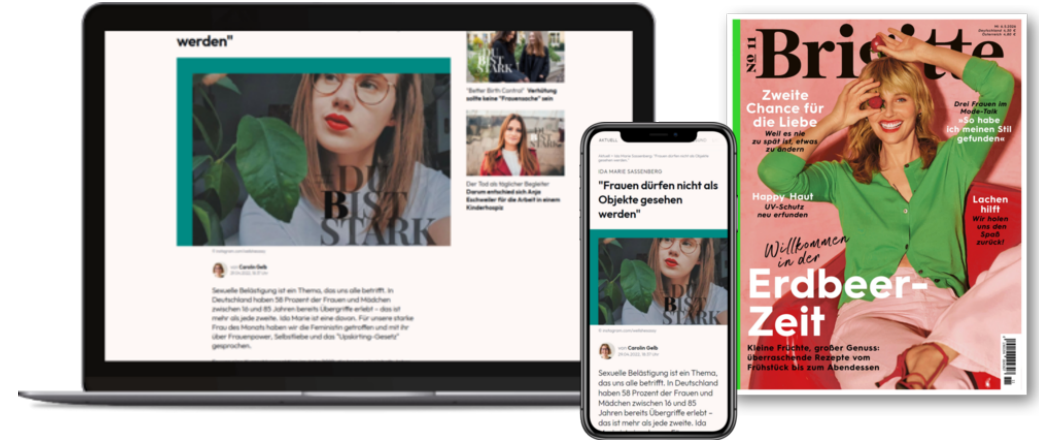 werden"
DU
BIST
STARK
© instagram.com/realidasassy
von Carolin Gelb
Sexuelle Belästigung ist ein Thema, das uns alle betrifft. In
Deutschland haben 58 Prozent der Frauen und Mädchen
zwischen 16 und 85 Jahren bereits Übergriffe erlebt – das ist
mehr als jede zweite. Ida Marie ist eine davon. Für unsere starke
Frau des Monats haben wir die Feministin getroffen und mit ihr
über Frauenpower, Selbstliebe und das "Upskirting-Gesetz"
gesprochen.
DU
BIST
STARK
"Better Birth Control" Verhütung
sollte keine "Frauensache" sein
Der Tod als täglicher Begleiter
Darum entschied sich Anja
Eschweiler für die Arbeit in einem
Kinderhospiz
AKTUELL
IDA MARIE SASSENBERG
"Frauen dürfen nicht als
Objekte gesehen
werden"
DU
BIST
STARK
von Carolin Gelb
Sexuelle Belästigung ist ein Thema,
das uns alle betrifft. In Deutschland
haben 58 Prozent der Frauen und
Mädchen zwischen 16 und 85
Jahren bereits Übergriffe erlebt –
das ist mehr als jede zweite. Ida
No 11
Brigitte
Zweite
Chance für
die Liebe
Weil es nie
zu spät ist, etwas
zu ändern
Drei Frauen im
Mode-Talk
»So habe
ich meinen Stil
gefunden«
Happy Haut
UV-Schutz
neu erfunden
Lachen
hilft
Wir holen
uns den
Spaß
zurück!
Willkommen
in der
Erdbeer-
Zeit
Kleine Früchte, großer Genuss:
überraschende Rezepte vom
Frühstück bis zum Abendessen